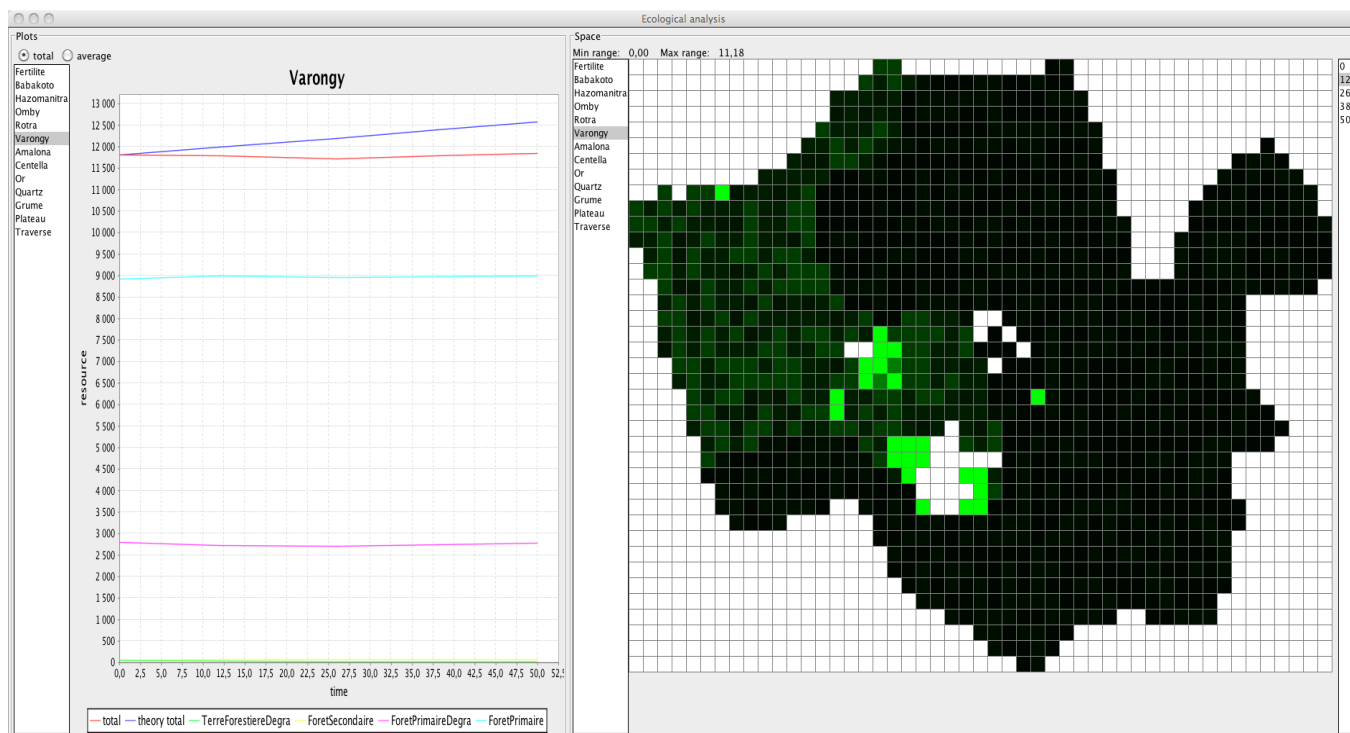 Ecological analysis
Plots
total average
Fertilite
Babakoto
Hazomanitra
Omby
Rotra
Varongy
Amalona
Centella
Or
Quartz
Grume
Plateau
Traverse
Varongy
13 000
12 500
12 000
11 500
11 000
10 500
10 000
9 500
9 000
8 500
8 000
7 500
7 000
6 500
6 000
5 500
5 000
4 500
4 000
3 500
3 000
2 500
2 000
1 500
1 000
500
0
resource
0,0 2,5 5,0 7,5 10,0 12,5 15,0 17,5 20,0 22,5 25,0 27,5 30,0 32,5 35,0 37,5 40,0 42,5 45,0 47,5 50,0 52,5
time
total theory total TerreForestiereDegra ForetSecondaire ForetPrimaireDegra ForetPrimaire
Space
Min range: 0,00 Max range: 11,18
Fertilite
Babakoto
Hazomanitra
Omby
Rotra
Varongy
Amalona
Centella
Or
Quartz
Grume
Plateau
Traverse
0
12
26
38
50